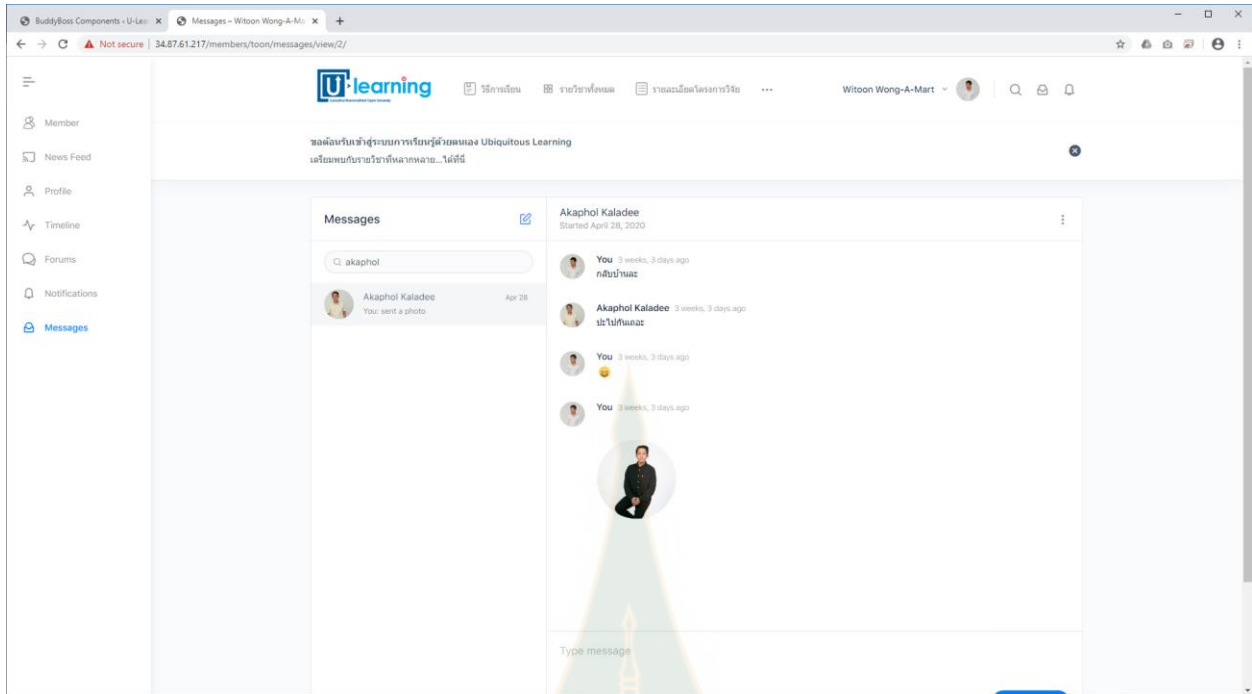 BuddyBoss Components ‹ U-Lear
Messages – Witoon Wong-A-Ma
Not secure | 34.87.61.217/members/toon/messages/view/2/
U-learning
วิธีการเรียน
รายวิชาทั้งหมด
รายละเอียดโครงการวิจัย
Witoon Wong-A-Mart
Member
News Feed
Profile
Timeline
Forums
Notifications
Messages
ขอต้อนรับเข้าสู่ระบบการเรียนรู้ด้วยตนเอง Ubiquitous Learning
เตรียมพบกับรายวิชาที่หลากหลาย...ได้ที่นี่
Messages
akaphol
Akaphol Kaladee Apr 28
You: sent a photo
Akaphol Kaladee
Started April 28, 2020
You 3 weeks, 3 days ago
กลับบ้านละ
Akaphol Kaladee 3 weeks, 3 days ago
ปะไปกันเถอะ
You 3 weeks, 3 days ago
😀
You 3 weeks, 3 days ago
Type message